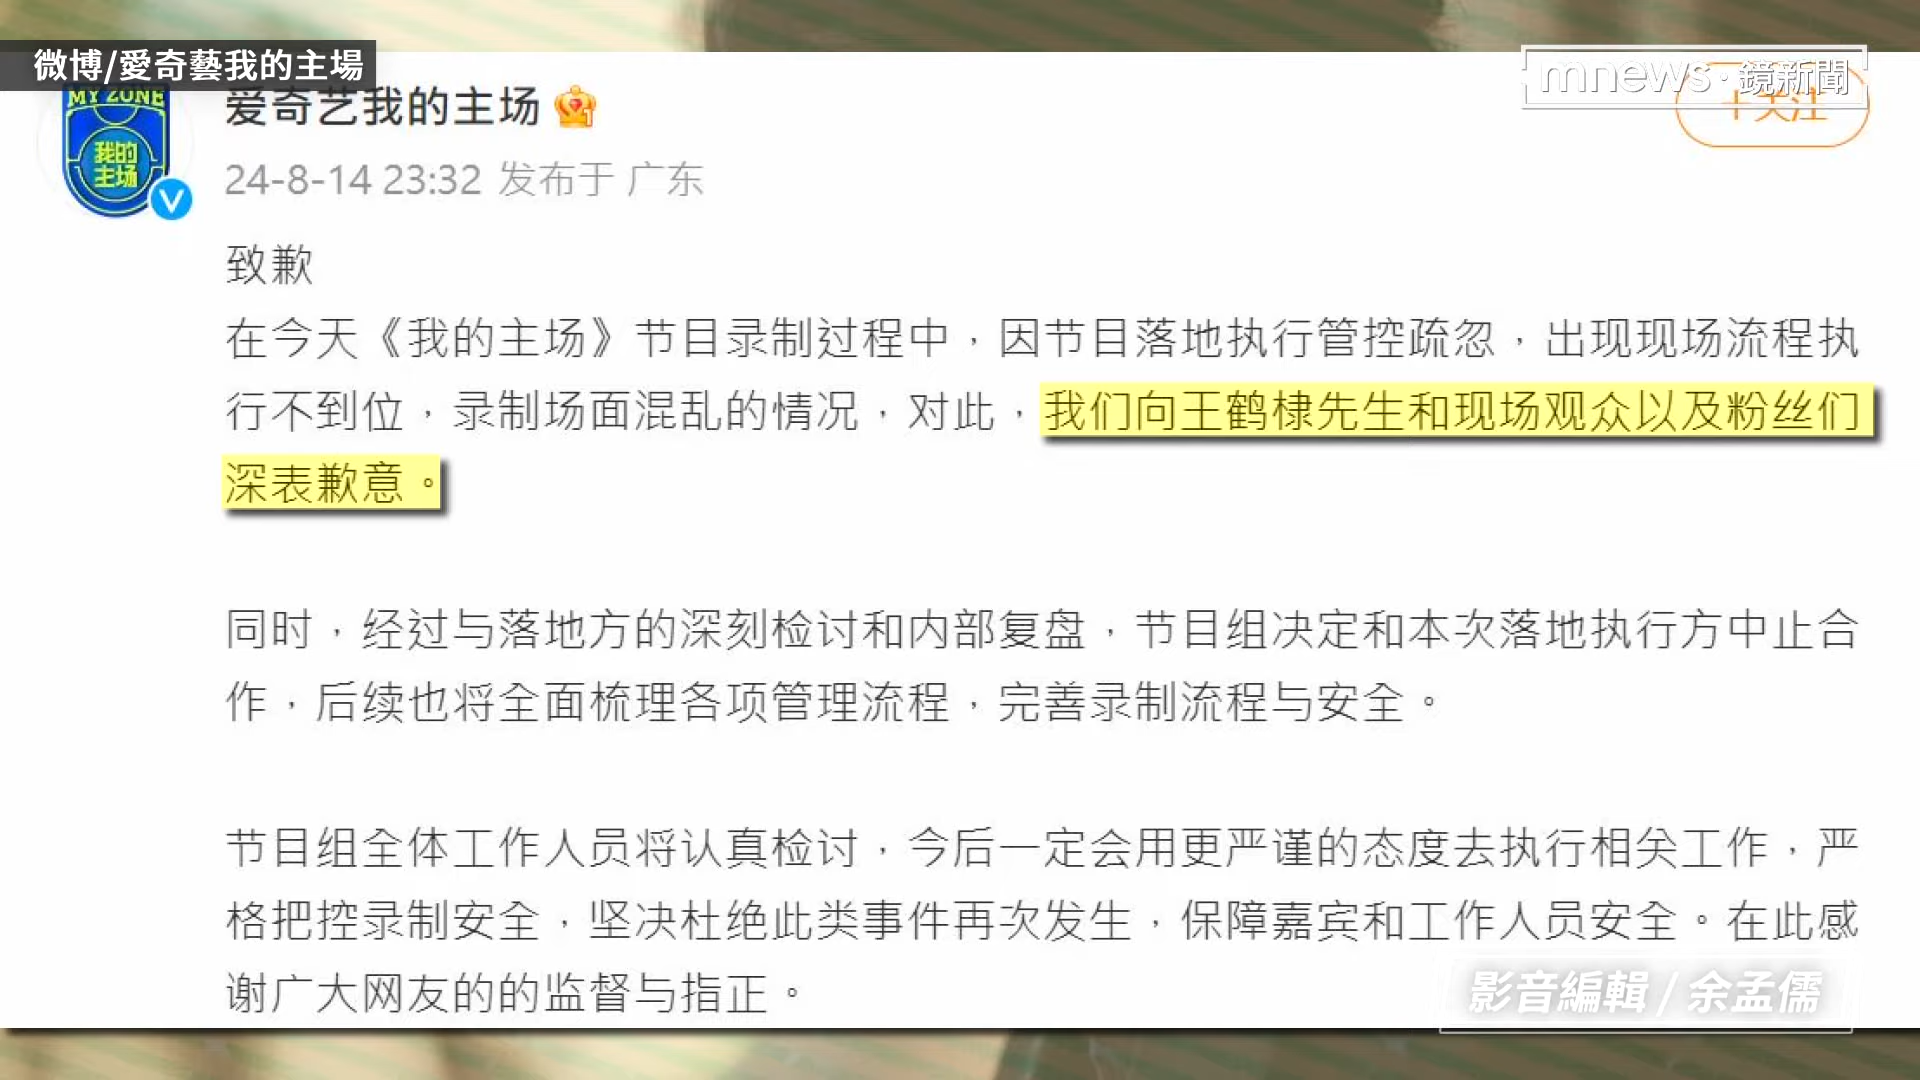 微博/愛奇藝我的主場
mnews·鏡新聞
MY ZONE
我的
主场
爱奇艺我的主场
十关注
24-8-14 23:32 发布于 广东
致歉
在今天《我的主场》节目录制过程中，因节目落地执行管控疏忽，出现现场流程执
行不到位，录制场面混乱的情况，对此，我们向王鹤棣先生和现场观众以及粉丝们
深表歉意。
同时，经过与落地方的深刻检讨和内部复盘，节目组决定和本次落地执行方中止合
作，后续也将全面梳理各项管理流程，完善录制流程与安全。
节目组全体工作人员将认真检讨，今后一定会用更严谨的态度去执行相关工作，严
格把控录制安全，坚决杜绝此类事件再次发生，保障嘉宾和工作人员安全。在此感
谢广大网友的的监督与指正。
影音編輯/余孟儒